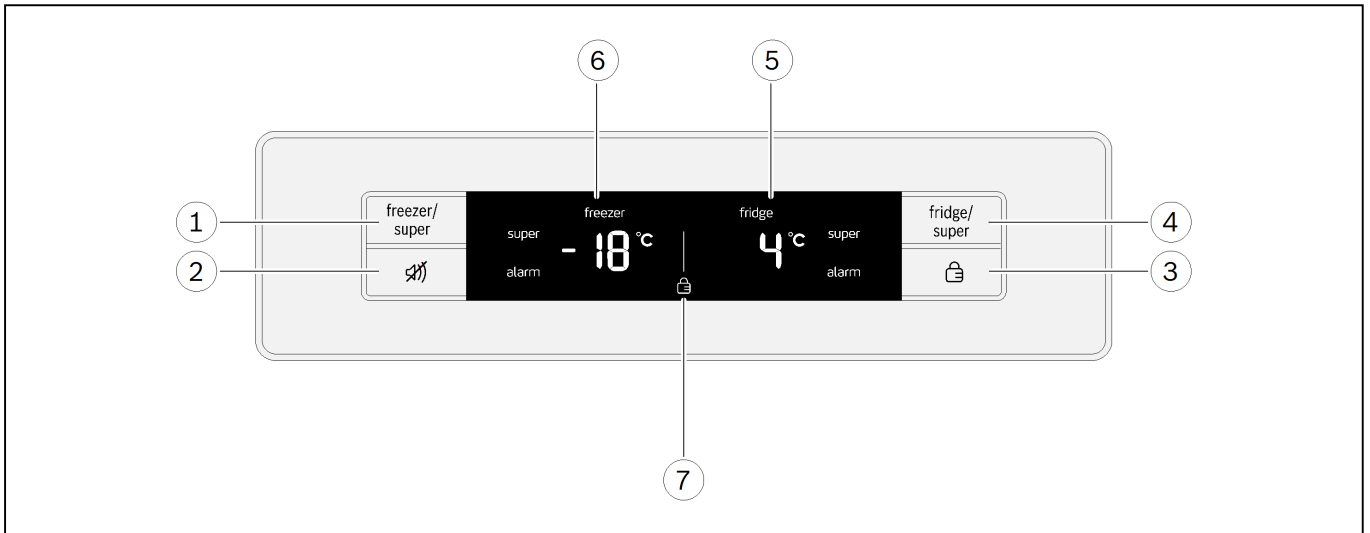 6 5
1 freezer/
super
freezer
fridge
fridge/
super 4
super -18 °C 4 °C super
2 alarm alarm 3
7